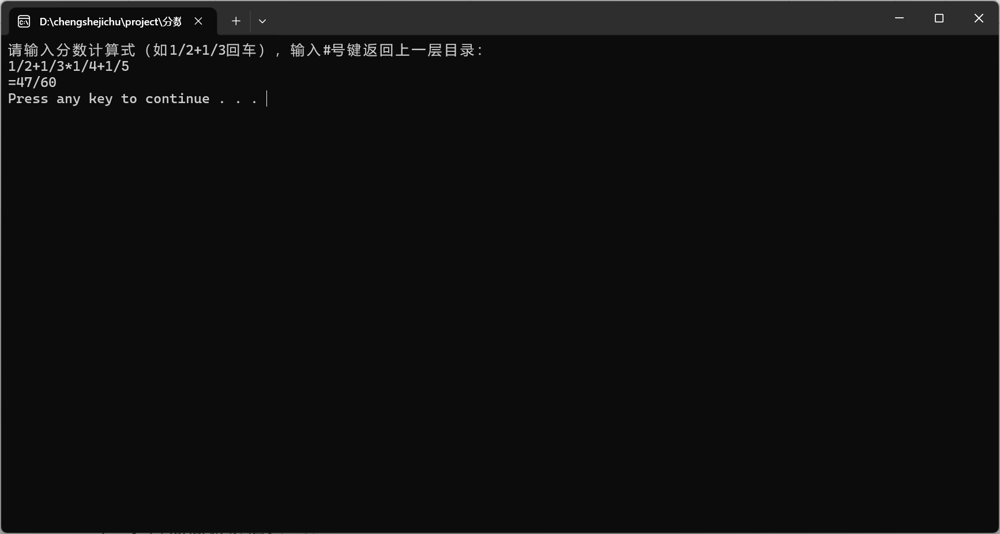 D:\chengshejichu\project\分数
请输入分数计算式（如1/2+1/3回车），输入#号键返回上一层目录：
1/2+1/3*1/4+1/5
=47/60
Press any key to continue . . .